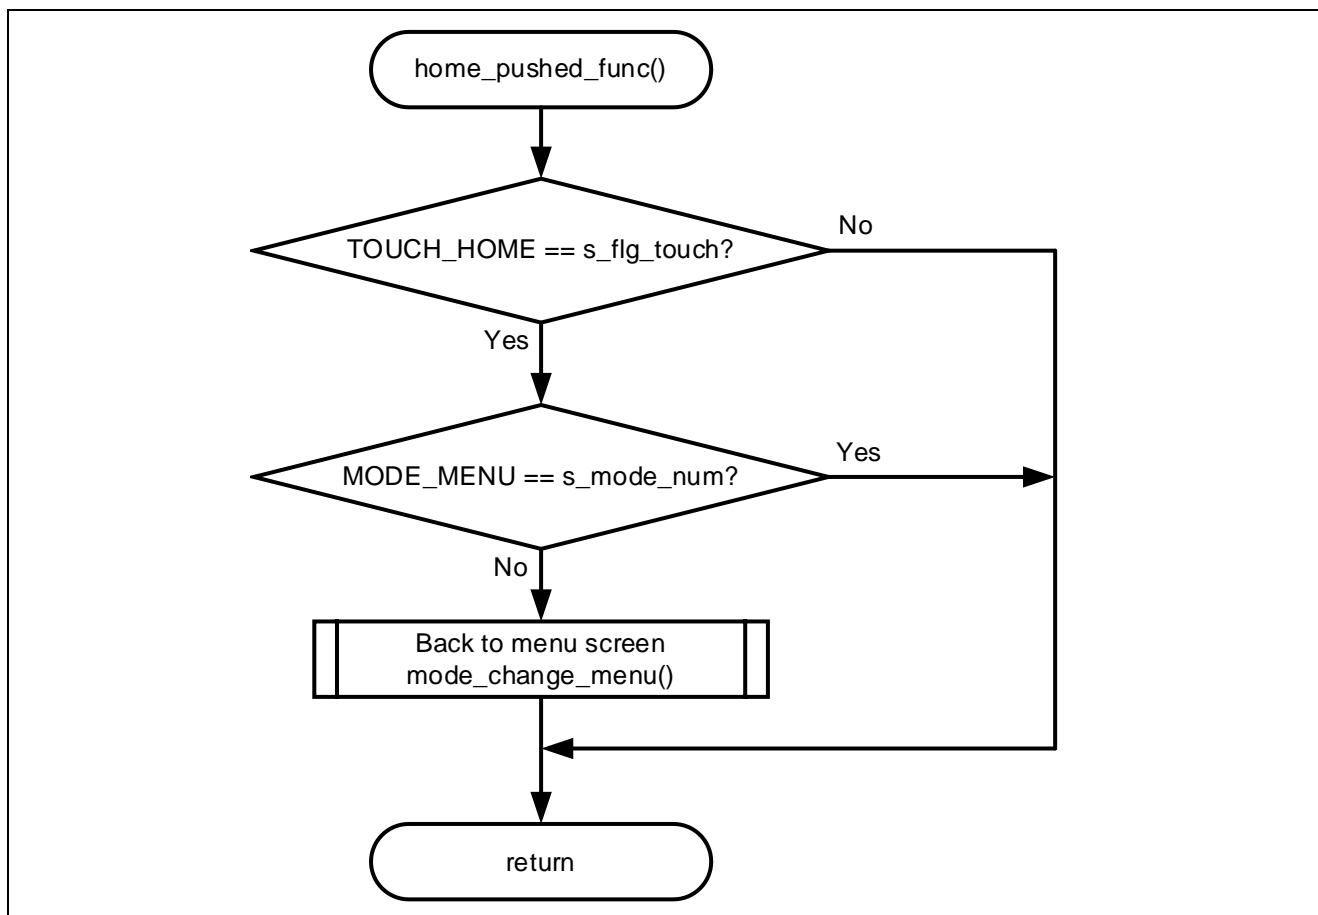 home_pushed_func()
TOUCH_HOME == s_flg_touch?
No
Yes
MODE_MENU == s_mode_num?
Yes
No
Back to menu screen
mode_change_menu()
return